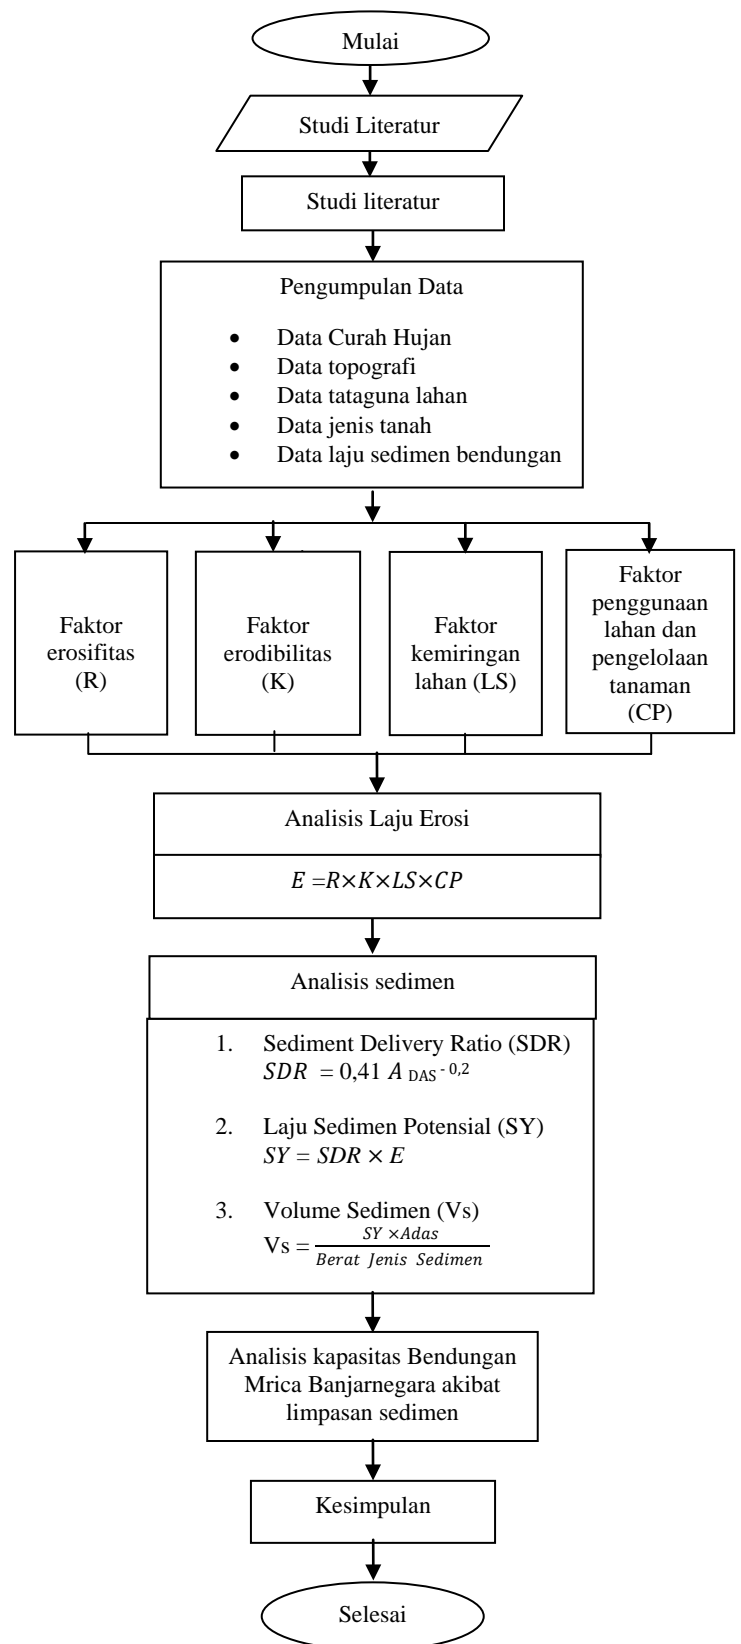 Mulai
Studi Literatur
Studi literatur
Pengumpulan Data
• Data Curah Hujan
• Data topografi
• Data tataguna lahan
• Data jenis tanah
• Data laju sedimen bendungan
Faktor
erosifitas
(R)
Faktor
erodibilitas
(K)
Faktor
kemiringan
lahan (LS)
Faktor
penggunaan
lahan dan
pengelolaan
tanaman
(CP)
Analisis Laju Erosi
E =R×K×LS×CP
Analisis sedimen
1. Sediment Delivery Ratio (SDR)
SDR = 0,41 A DAS - 0,2
2. Laju Sedimen Potensial (SY)
SY = SDR × E
3. Volume Sedimen (Vs)
Vs = SY ×Adas / Berat Jenis Sedimen
Analisis kapasitas Bendungan
Mrica Banjarnegara akibat
limpasan sedimen
Kesimpulan
Selesai